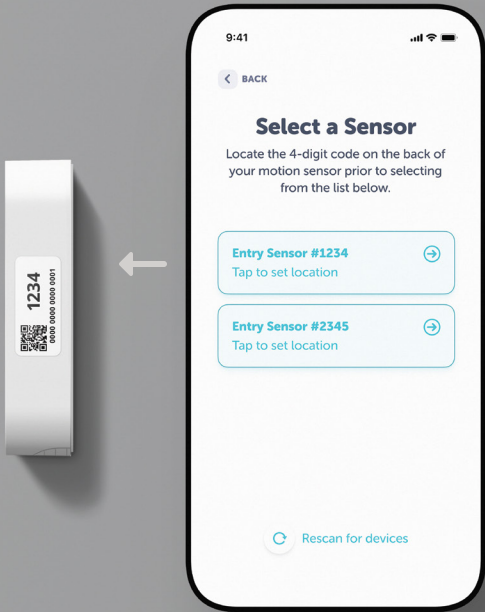 1234
0000 0000 0000 0001
9:41
BACK
Select a Sensor
Locate the 4-digit code on the back of
your motion sensor prior to selecting
from the list below.
Entry Sensor #1234
Tap to set location
Entry Sensor #2345
Tap to set location
Rescan for devices